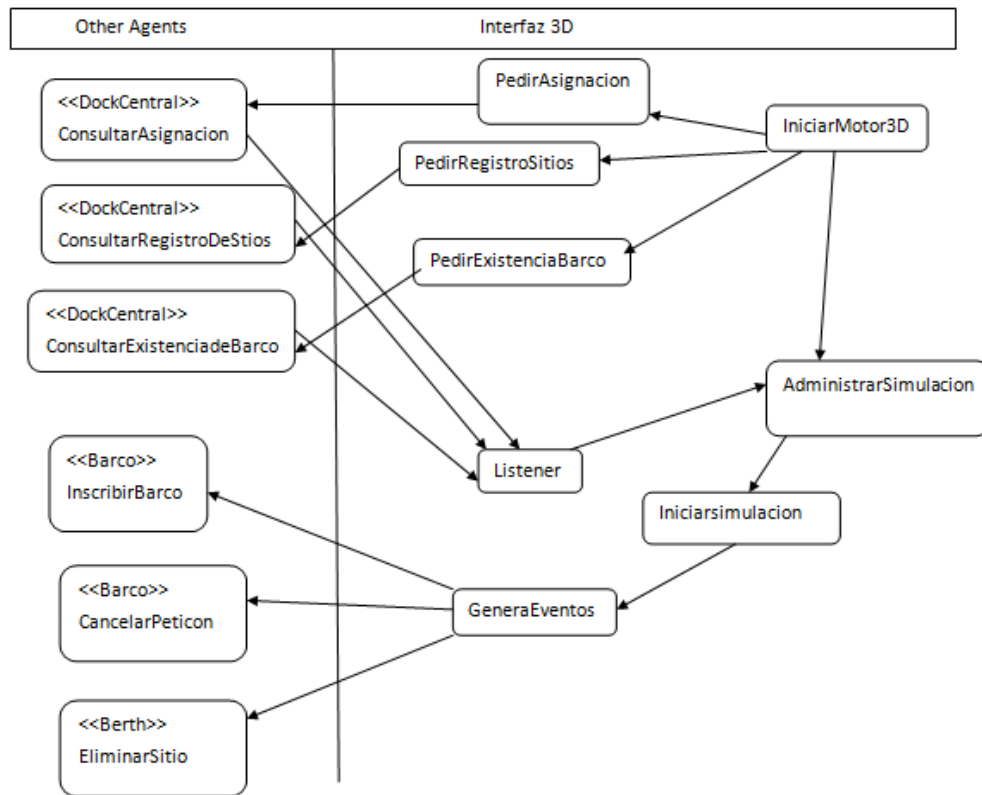 Other Agents
Interfaz 3D
<<DockCentral>>
ConsultarAsignacion
PedirAsignacion
IniciarMotor3D
PedirRegistroSitios
<<DockCentral>>
ConsultarRegistroDeStios
PedirExistenciaBarco
<<DockCentral>>
ConsultarExistenciadeBarco
AdministrarSimulacion
<<Barco>>
InscribirBarco
Listener
Iniciarsimulacion
<<Barco>>
CancelarPeticon
GeneraEventos
<<Berth>>
EliminarSitio